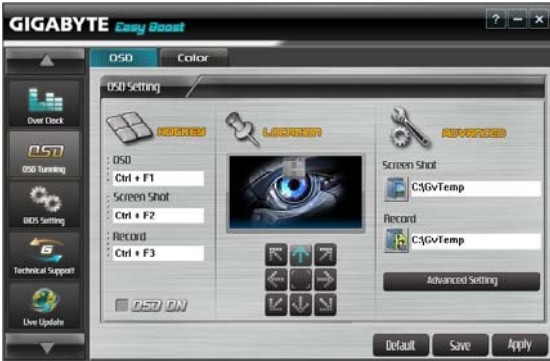 GIGABYTE Easy Boost
? – ×
OSD Color
Over Clock
OSD
OSD Tunning
BIOS Setting
G
Technical Support
Live Update
OSD Setting
HOTKEY
OSD
Ctrl + F1
Screen Shot
Ctrl + F2
Record
Ctrl + F3
OSD ON
LOCATION
ADVANCED
Screen Shot
C:\GvTemp
Record
C:\GvTemp
Advanced Setting
Default Save Apply